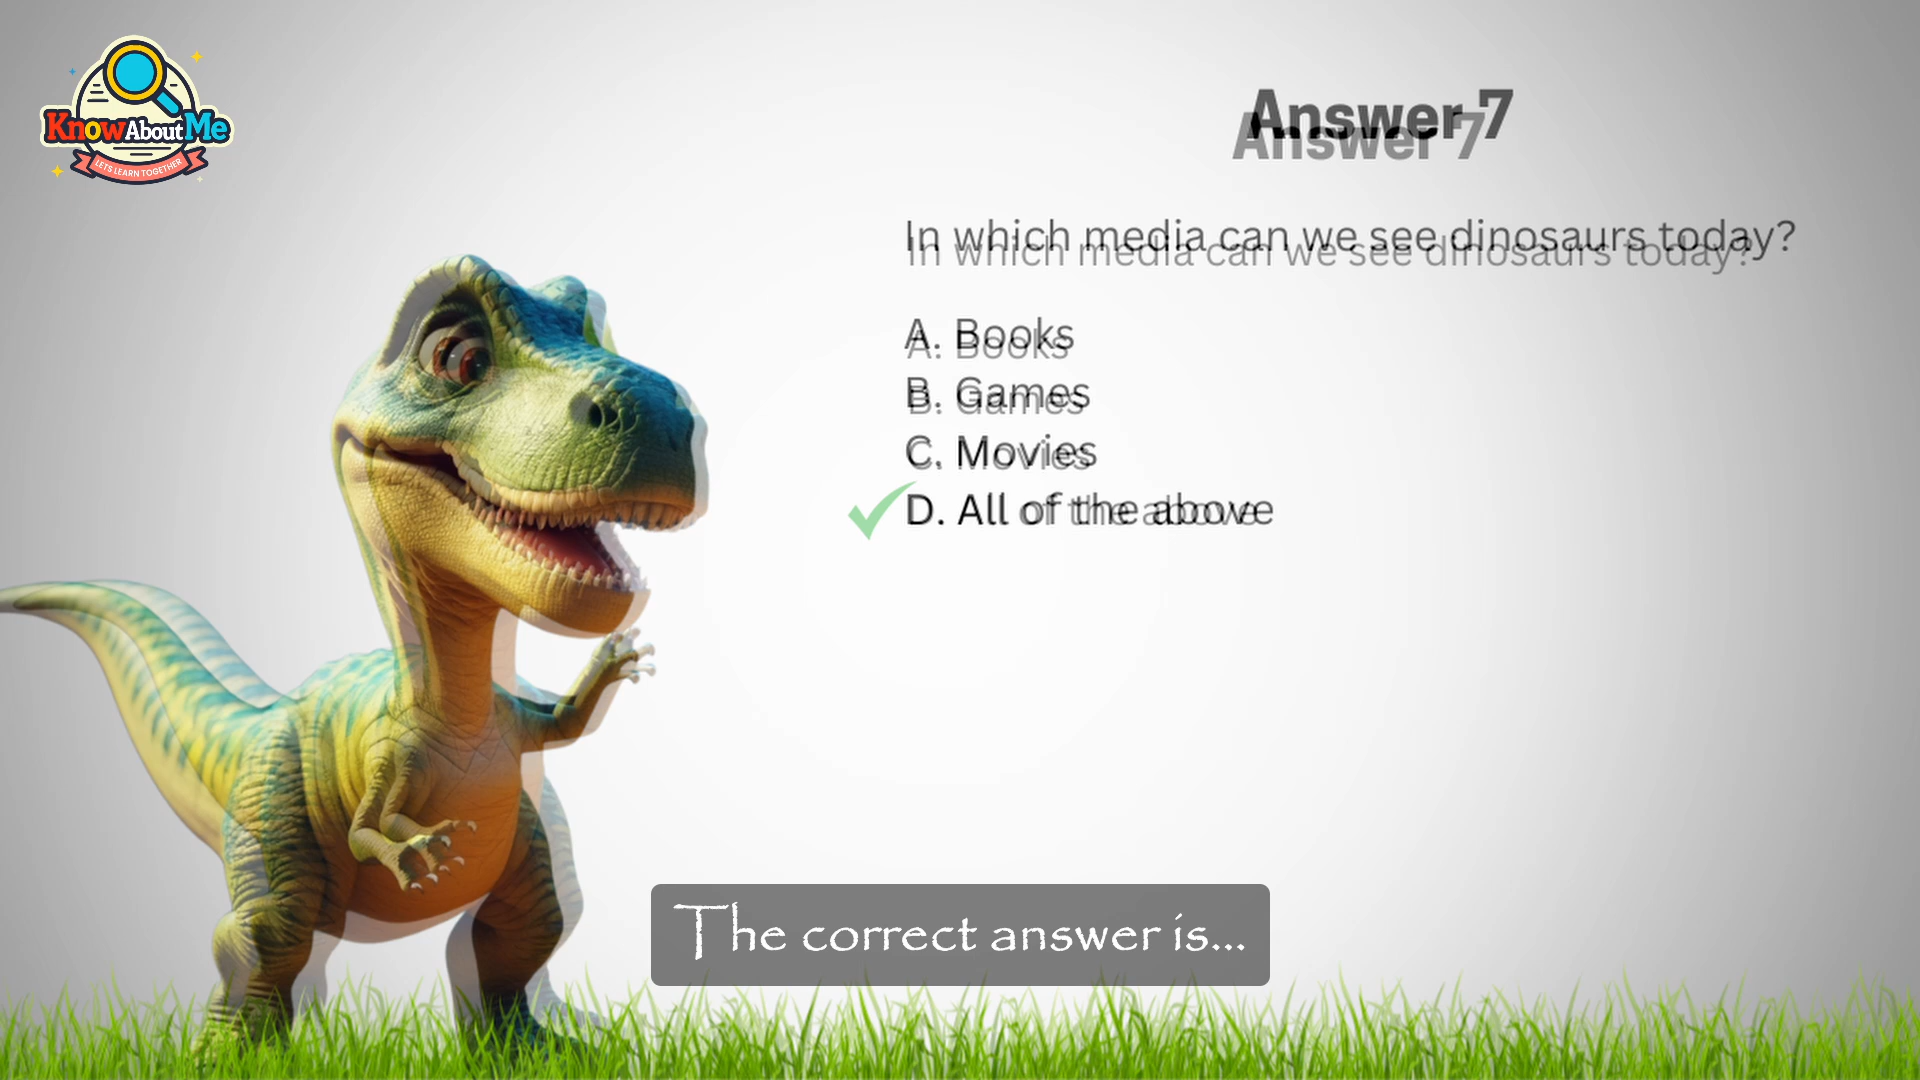 KnowAboutMe
LETS LEARN TOGETHER
Answer 7
In which media can we see dinosaurs today?
A. Books
B. Games
C. Movies
D. All of the above
The correct answer is...